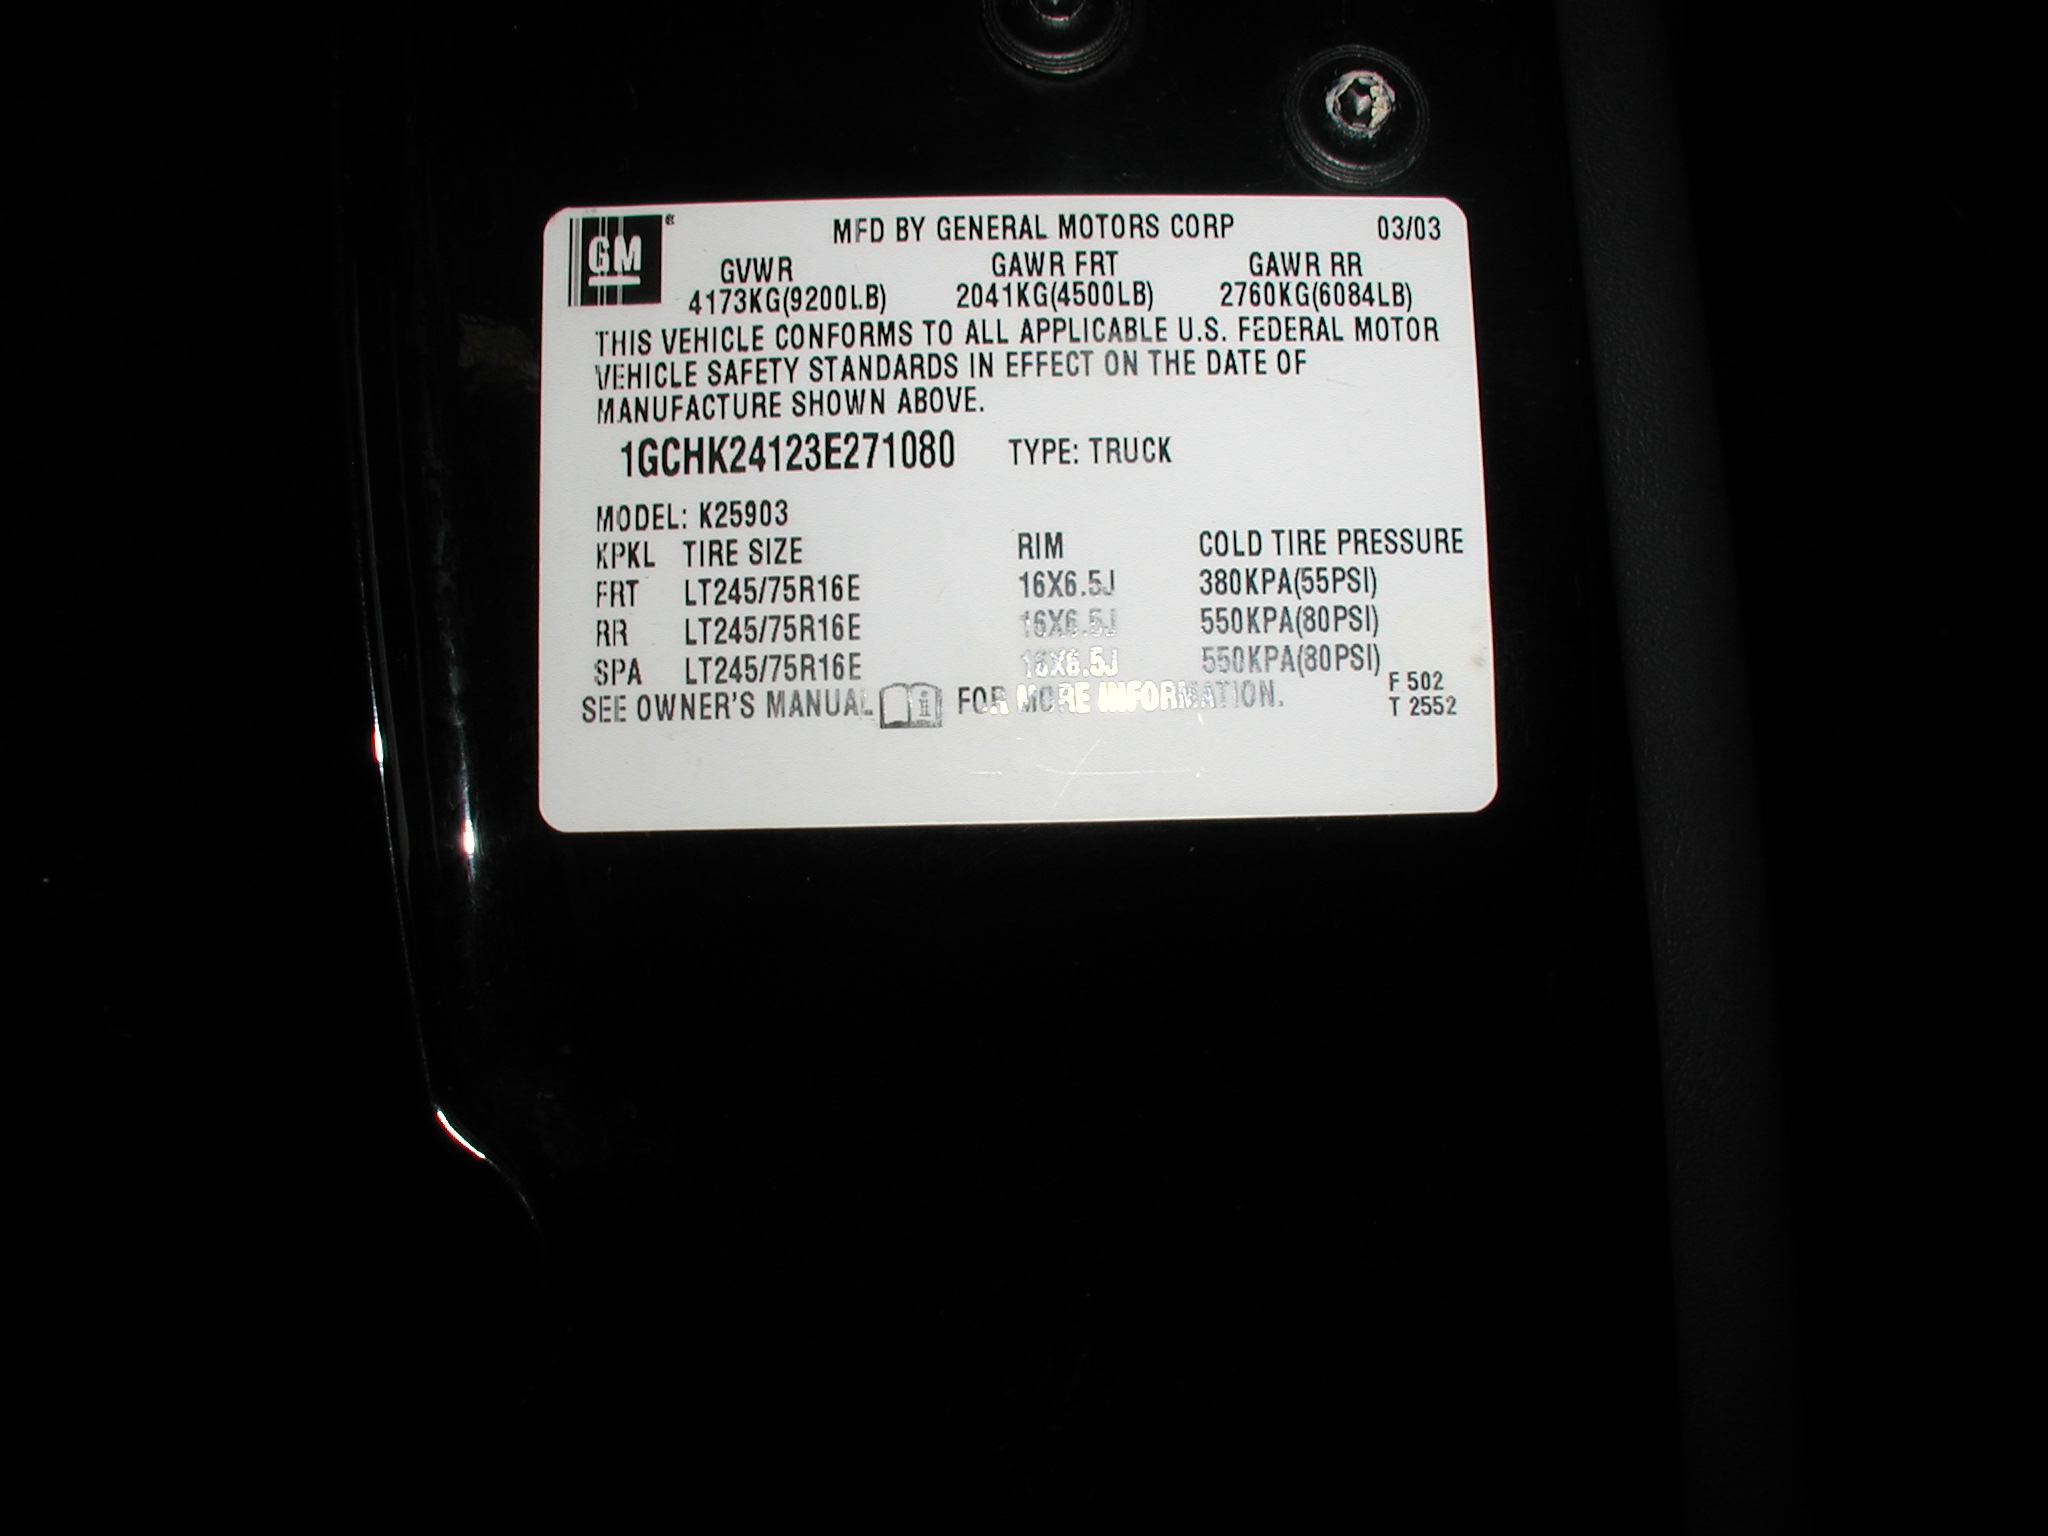 GM ®
MFD BY GENERAL MOTORS CORP 03/03
GVWR GAWR FRT GAWR RR
4173KG(9200LB) 2041KG(4500LB) 2760KG(6084LB)
THIS VEHICLE CONFORMS TO ALL APPLICABLE U.S. FEDERAL MOTOR
VEHICLE SAFETY STANDARDS IN EFFECT ON THE DATE OF
MANUFACTURE SHOWN ABOVE.
1GCHK24123E271080 TYPE: TRUCK
MODEL: K25903
KPKL TIRE SIZE RIM COLD TIRE PRESSURE
FRT LT245/75R16E 16X6.5J 380KPA(55PSI)
RR LT245/75R16E 16X6.5J 550KPA(80PSI)
SPA LT245/75R16E 16X6.5J 550KPA(80PSI)
SEE OWNER'S MANUAL i FOR MORE INFORMATION.
F 502
T 2552